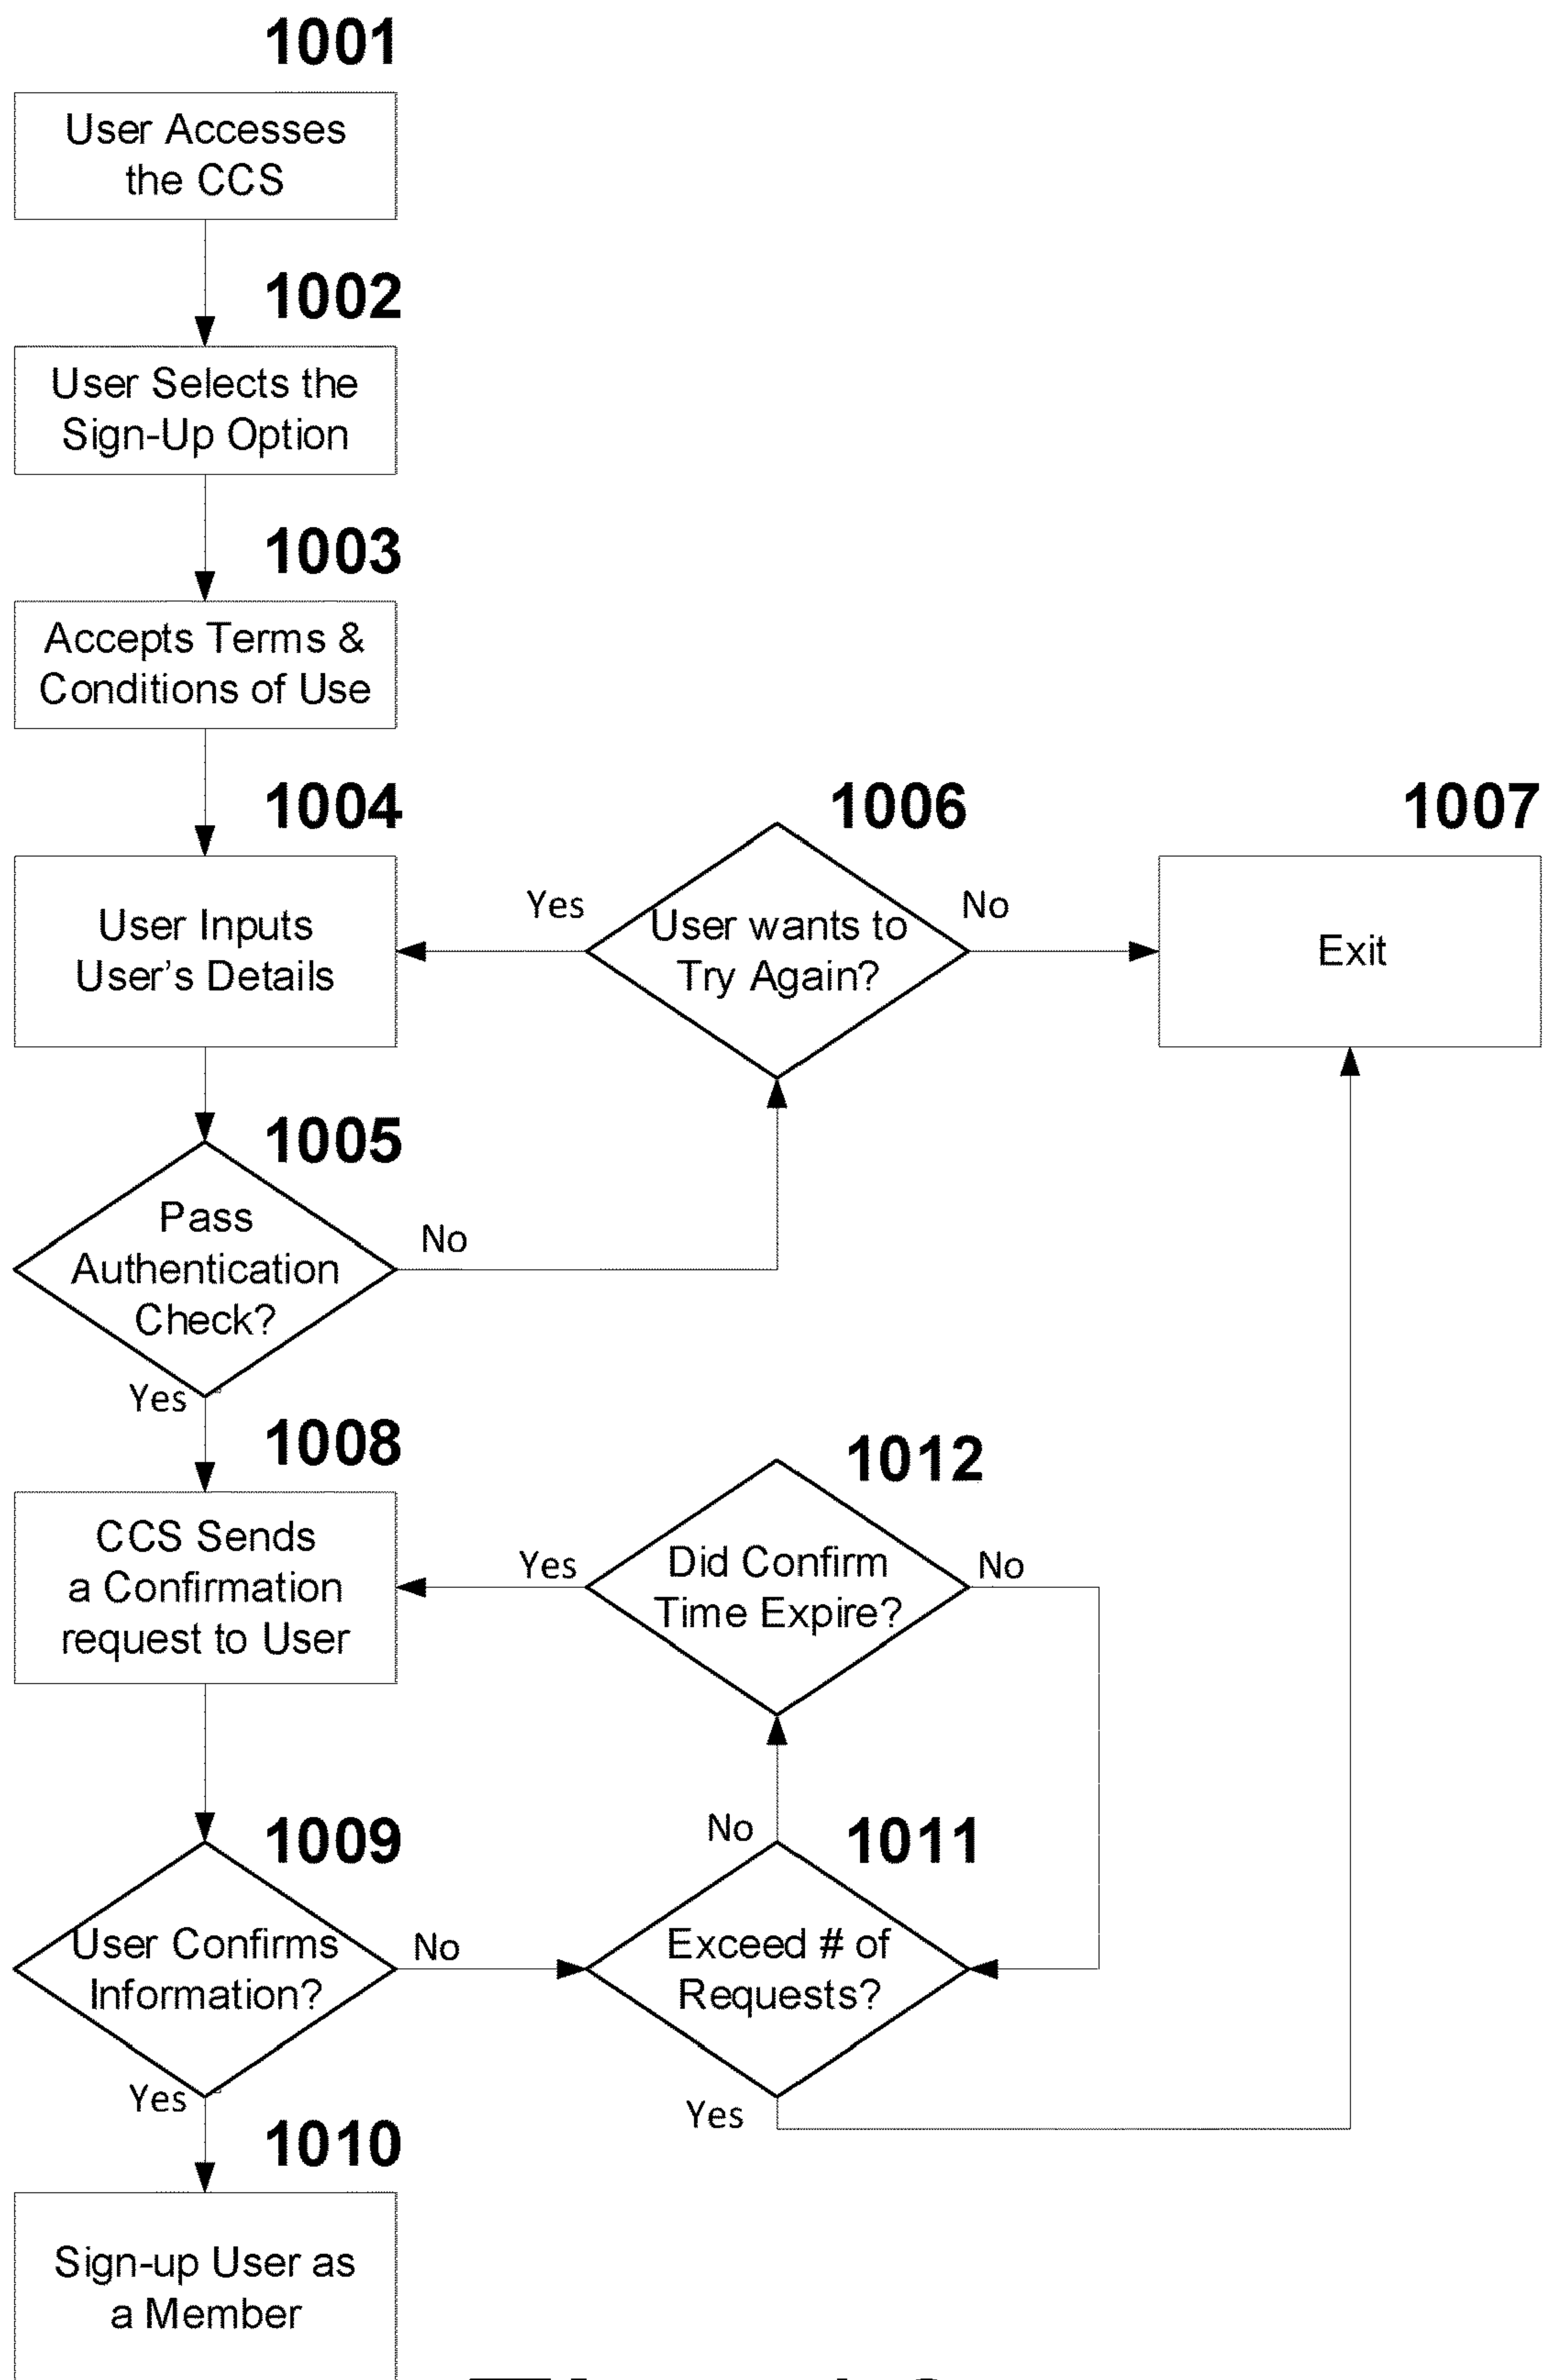 1001
User Accesses
the CCS
1002
User Selects the
Sign-Up Option
1003
Accepts Terms &
Conditions of Use
1004
User Inputs
User's Details
Yes
1006
User wants to
Try Again?
No
1007
Exit
1005
Pass
Authentication
Check?
No
Yes
1008
CCS Sends
a Confirmation
request to User
Yes
1012
Did Confirm
Time Expire?
No
1009
User Confirms
Information?
No
No
1011
Exceed # of
Requests?
Yes
Yes
1010
Sign-up User as
a Member